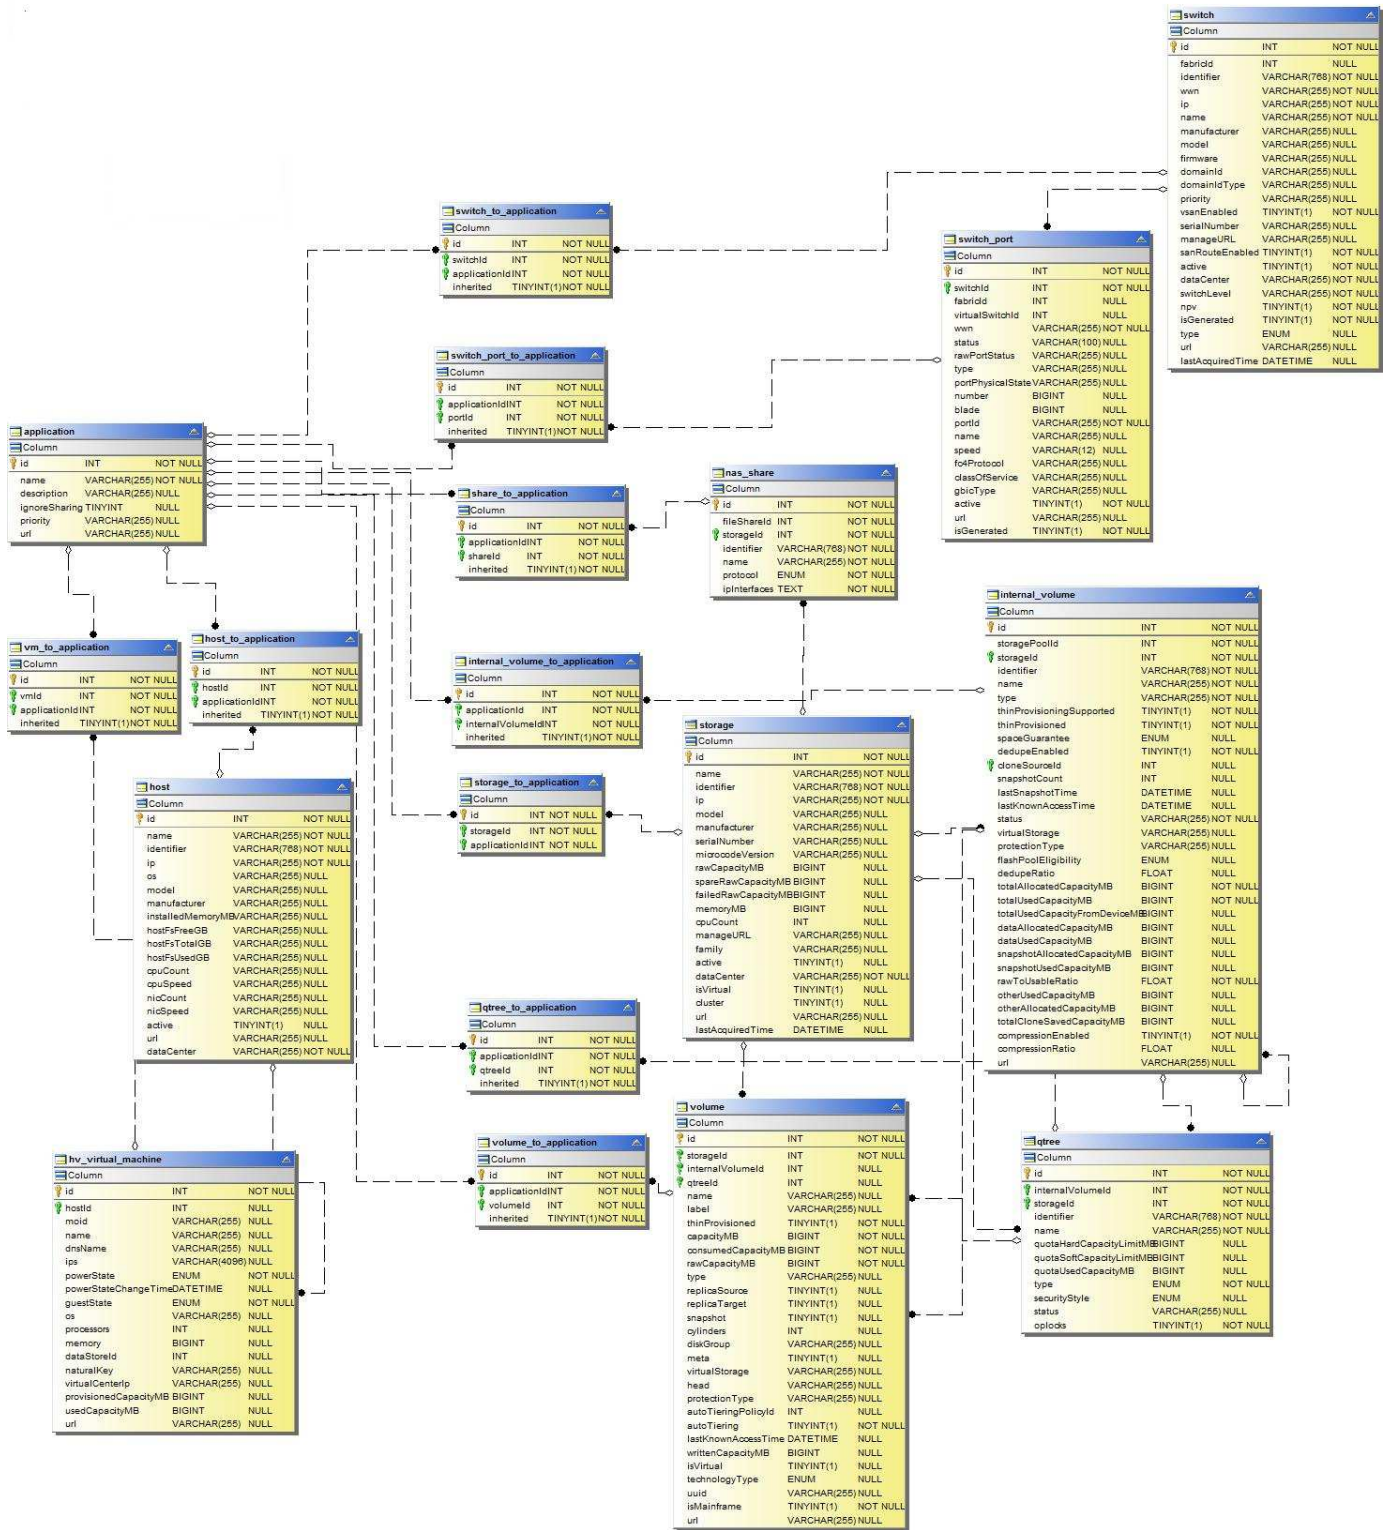 switch
Column
id INT NOT NULL
fabricId INT NULL
identifier VARCHAR(768) NOT NULL
wwn VARCHAR(255) NOT NULL
ip VARCHAR(255) NOT NULL
name VARCHAR(255) NOT NULL
manufacturer VARCHAR(255) NULL
model VARCHAR(255) NULL
firmware VARCHAR(255) NULL
domainId VARCHAR(255) NULL
domainIdType VARCHAR(255) NULL
priority VARCHAR(255) NULL
vsanEnabled TINYINT(1) NOT NULL
serialNumber VARCHAR(255) NULL
manageURL VARCHAR(255) NULL
sanRouteEnabled TINYINT(1) NOT NULL
active TINYINT(1) NOT NULL
dataCenter VARCHAR(255) NOT NULL
switchLevel VARCHAR(255) NOT NULL
npv TINYINT(1) NOT NULL
isGenerated TINYINT(1) NOT NULL
type ENUM NULL
url VARCHAR(255) NULL
lastAcquiredTime DATETIME NULL
switch_to_application
Column
id INT NOT NULL
switchId INT NOT NULL
applicationId INT NOT NULL
inherited TINYINT(1) NOT NULL
switch_port
Column
id INT NOT NULL
switchId INT NOT NULL
fabricId INT NULL
virtualSwitchId INT NULL
wwn VARCHAR(255) NOT NULL
status VARCHAR(100) NULL
rawPortStatus VARCHAR(255) NULL
type VARCHAR(255) NULL
portPhysicalState VARCHAR(255) NULL
number BIGINT NULL
blade BIGINT NULL
portId VARCHAR(255) NOT NULL
name VARCHAR(255) NULL
speed VARCHAR(12) NULL
fc4Protocol VARCHAR(255) NULL
classOfService VARCHAR(255) NULL
gbicType VARCHAR(255) NULL
active TINYINT(1) NOT NULL
url VARCHAR(255) NULL
isGenerated TINYINT(1) NOT NULL
switch_port_to_application
Column
id INT NOT NULL
applicationId INT NOT NULL
portId INT NOT NULL
inherited TINYINT(1) NOT NULL
application
Column
id INT NOT NULL
name VARCHAR(255) NOT NULL
description VARCHAR(255) NULL
ignoreSharing TINYINT NULL
priority VARCHAR(255) NULL
url VARCHAR(255) NULL
share_to_application
Column
id INT NOT NULL
applicationId INT NOT NULL
shareId INT NOT NULL
inherited TINYINT(1) NOT NULL
nas_share
Column
id INT NOT NULL
fileShareId INT NOT NULL
storageId INT NOT NULL
identifier VARCHAR(768) NOT NULL
name VARCHAR(255) NOT NULL
protocol ENUM NOT NULL
ipInterfaces TEXT NOT NULL
internal_volume
Column
id INT NOT NULL
storagePoolId INT NOT NULL
storageId INT NOT NULL
identifier VARCHAR(768) NOT NULL
name VARCHAR(255) NOT NULL
type VARCHAR(255) NOT NULL
thinProvisioningSupported TINYINT(1) NOT NULL
thinProvisioned TINYINT(1) NOT NULL
spaceGuarantee ENUM NULL
dedupeEnabled TINYINT(1) NOT NULL
cloneSourceId INT NULL
snapshotCount INT NULL
lastSnapshotTime DATETIME NULL
lastKnownAccessTime DATETIME NULL
status VARCHAR(255) NOT NULL
virtualStorage VARCHAR(255) NULL
protectionType VARCHAR(255) NULL
flashPoolEligibility ENUM NULL
dedupeRatio FLOAT NULL
totalAllocatedCapacityMB BIGINT NOT NULL
totalUsedCapacityMB BIGINT NOT NULL
totalUsedCapacityFromDeviceMB BIGINT NULL
dataAllocatedCapacityMB BIGINT NULL
dataUsedCapacityMB BIGINT NULL
snapshotAllocatedCapacityMB BIGINT NULL
snapshotUsedCapacityMB BIGINT NULL
rawToUsableRatio FLOAT NOT NULL
otherUsedCapacityMB BIGINT NULL
otherAllocatedCapacityMB BIGINT NULL
totalCloneSavedCapacityMB BIGINT NULL
compressionEnabled TINYINT(1) NOT NULL
compressionRatio FLOAT NULL
url VARCHAR(255) NULL
vm_to_application
Column
id INT NOT NULL
vmId INT NOT NULL
applicationId INT NOT NULL
inherited TINYINT(1) NOT NULL
host_to_application
Column
id INT NOT NULL
hostId INT NOT NULL
applicationId INT NOT NULL
inherited TINYINT(1) NOT NULL
internal_volume_to_application
Column
id INT NOT NULL
applicationId INT NOT NULL
internalVolumeId INT NOT NULL
inherited TINYINT(1) NOT NULL
storage
Column
id INT NOT NULL
name VARCHAR(255) NOT NULL
identifier VARCHAR(768) NOT NULL
ip VARCHAR(255) NOT NULL
model VARCHAR(255) NULL
manufacturer VARCHAR(255) NULL
serialNumber VARCHAR(255) NULL
microcodeVersion VARCHAR(255) NULL
rawCapacityMB BIGINT NULL
spareRawCapacityMB BIGINT NULL
failedRawCapacityMB BIGINT NULL
memoryMB BIGINT NULL
cpuCount INT NULL
manageURL VARCHAR(255) NULL
family VARCHAR(255) NULL
active TINYINT(1) NULL
dataCenter VARCHAR(255) NOT NULL
isVirtual TINYINT(1) NULL
cluster TINYINT(1) NULL
url VARCHAR(255) NULL
lastAcquiredTime DATETIME NULL
storage_to_application
Column
id INT NOT NULL
storageId INT NOT NULL
applicationId INT NOT NULL
host
Column
id INT NOT NULL
name VARCHAR(255) NOT NULL
identifier VARCHAR(768) NOT NULL
ip VARCHAR(255) NOT NULL
os VARCHAR(255) NULL
model VARCHAR(255) NULL
manufacturer VARCHAR(255) NULL
installedMemoryMB VARCHAR(255) NULL
hostFsFreeGB VARCHAR(255) NULL
hostFsTotalGB VARCHAR(255) NULL
hostFsUsedGB VARCHAR(255) NULL
cpuCount VARCHAR(255) NULL
cpuSpeed VARCHAR(255) NULL
nicCount VARCHAR(255) NULL
nicSpeed VARCHAR(255) NULL
active TINYINT(1) NULL
url VARCHAR(255) NULL
dataCenter VARCHAR(255) NOT NULL
qtree_to_application
Column
id INT NOT NULL
applicationId INT NOT NULL
qtreeId INT NOT NULL
inherited TINYINT(1) NOT NULL
volume
Column
id INT NOT NULL
storageId INT NOT NULL
internalVolumeId INT NULL
qtreeId INT NULL
name VARCHAR(255) NULL
label VARCHAR(255) NULL
thinProvisioned TINYINT(1) NOT NULL
capacityMB BIGINT NOT NULL
consumedCapacityMB BIGINT NOT NULL
rawCapacityMB BIGINT NOT NULL
type VARCHAR(255) NULL
replicaSource TINYINT(1) NULL
replicaTarget TINYINT(1) NULL
snapshot TINYINT(1) NULL
cylinders INT NULL
diskGroup VARCHAR(255) NULL
meta TINYINT(1) NULL
virtualStorage VARCHAR(255) NULL
head VARCHAR(255) NULL
protectionType VARCHAR(255) NULL
autoTieringPolicyId INT NULL
autoTiering TINYINT(1) NOT NULL
lastKnownAccessTime DATETIME NULL
writtenCapacityMB BIGINT NULL
isVirtual TINYINT(1) NULL
technologyType ENUM NULL
uuid VARCHAR(255) NULL
isMainframe TINYINT(1) NOT NULL
url VARCHAR(255) NULL
volume_to_application
Column
id INT NOT NULL
applicationId INT NOT NULL
volumeId INT NOT NULL
inherited TINYINT(1) NOT NULL
qtree
Column
id INT NOT NULL
internalVolumeId INT NOT NULL
storageId INT NOT NULL
identifier VARCHAR(768) NOT NULL
name VARCHAR(255) NOT NULL
quotaHardCapacityLimitMB BIGINT NULL
quotaSoftCapacityLimitMB BIGINT NULL
quotaUsedCapacityMB BIGINT NULL
type ENUM NOT NULL
securityStyle ENUM NULL
status VARCHAR(255) NULL
oplocks TINYINT(1) NOT NULL
hv_virtual_machine
Column
id INT NOT NULL
hostId INT NULL
moid VARCHAR(255) NULL
name VARCHAR(255) NULL
dnsName VARCHAR(255) NULL
ips VARCHAR(4096) NULL
powerState ENUM NOT NULL
powerStateChangeTime DATETIME NULL
guestState ENUM NOT NULL
os VARCHAR(255) NULL
processors INT NULL
memory BIGINT NULL
dataStoreId INT NULL
naturalKey VARCHAR(255) NULL
virtualCenterIp VARCHAR(255) NULL
provisionedCapacityMB BIGINT NULL
usedCapacityMB BIGINT NULL
url VARCHAR(255) NULL